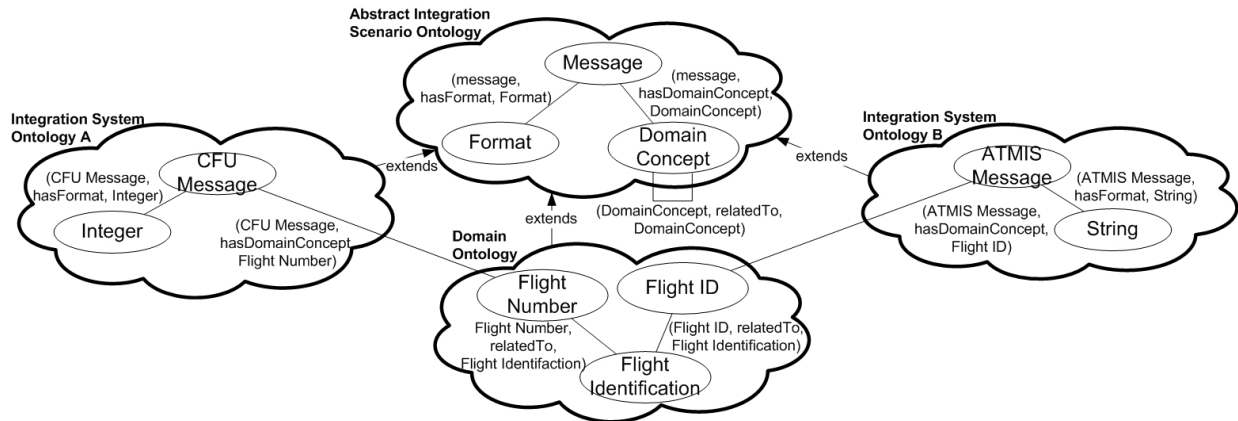 Abstract Integration
Scenario Ontology
Message
(message,
hasFormat, Format)
(message,
hasDomainConcept,
DomainConcept)
Format
Domain
Concept
(DomainConcept, relatedTo,
DomainConcept)
Integration System
Ontology A
CFU
Message
(CFU Message,
hasFormat, Integer)
Integer
(CFU Message,
hasDomainConcept,
Flight Number)
extends
extends
extends
Integration System
Ontology B
ATMIS
Message
(ATMIS Message,
hasFormat, String)
(ATMIS Message,
hasDomainConcept,
Flight ID)
String
Domain
Ontology
Flight
Number
Flight ID
Flight Number,
relatedTo,
Flight Identifaction)
(Flight ID, relatedTo,
Flight Identification)
Flight
Identification